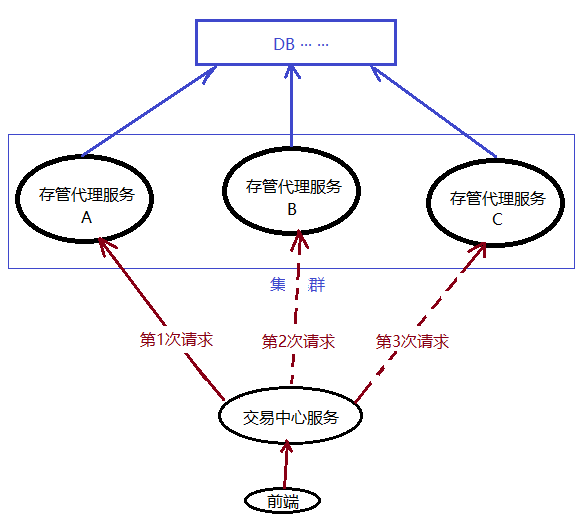 DB ... ...
存管代理服务
A
存管代理服务
B
存管代理服务
C
集 群
第1次请求
第2次请求
第3次请求
交易中心服务
前端